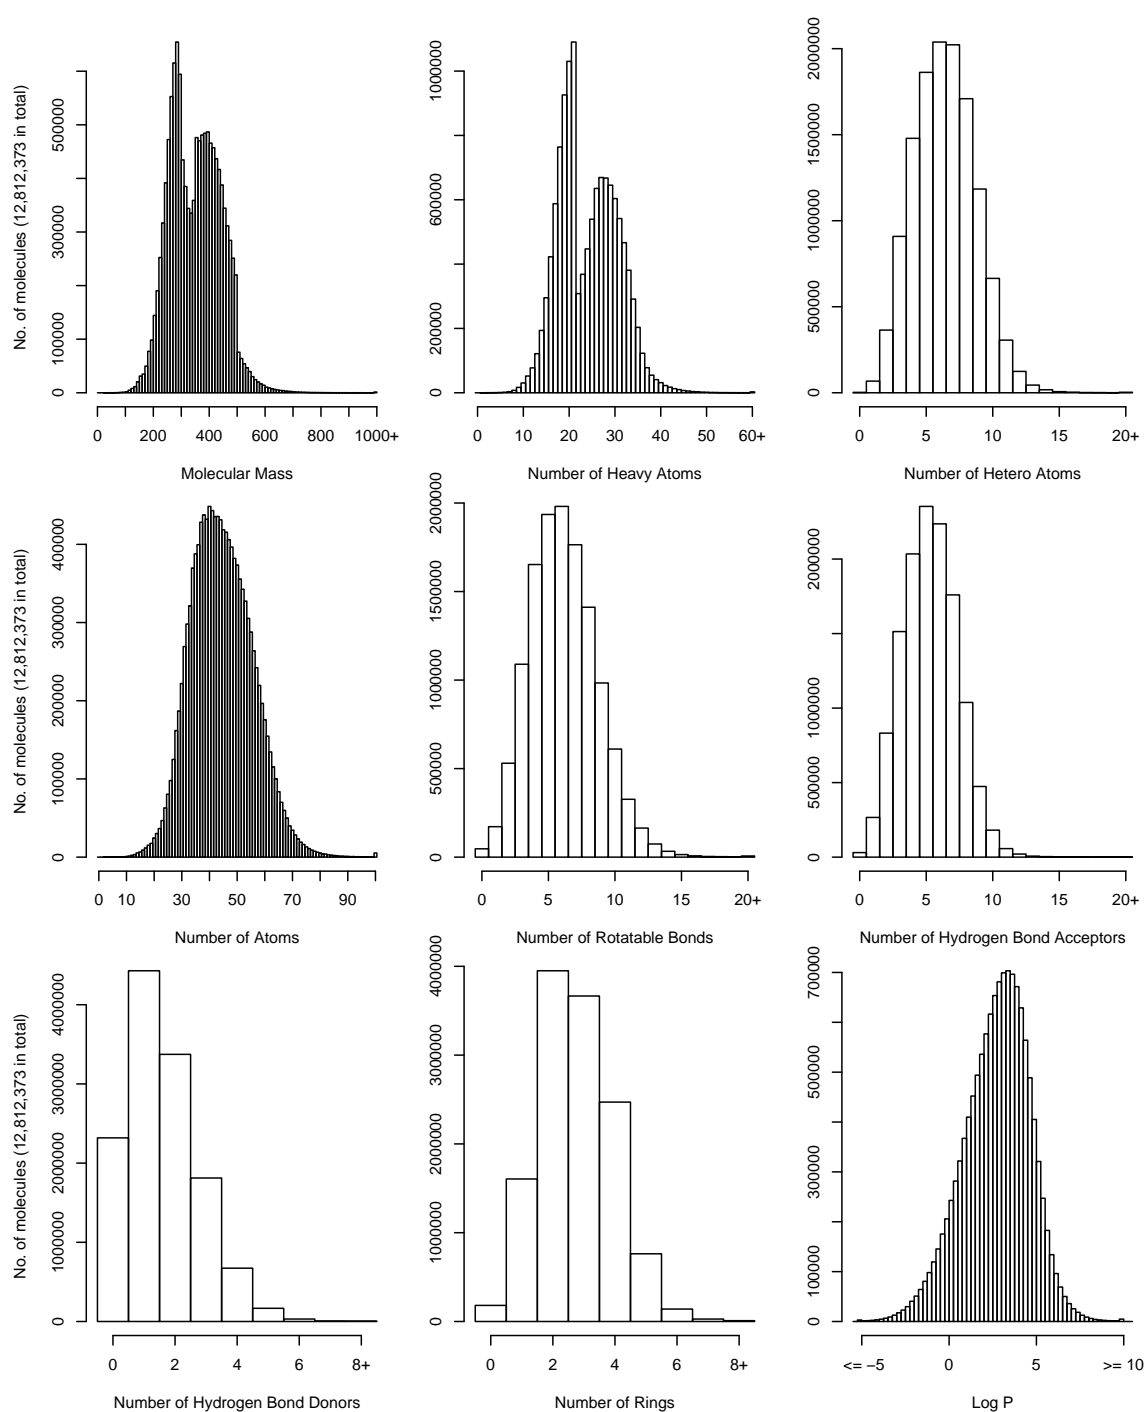 No. of molecules (12,812,373 in total)
0 100000 300000 500000
0 200 400 600 800 1000+
Molecular Mass
0 200000 600000 1000000
0 10 20 30 40 50 60+
Number of Heavy Atoms
0 500000 1000000 1500000 2000000
0 5 10 15 20+
Number of Hetero Atoms
No. of molecules (12,812,373 in total)
0 100000 200000 300000 400000
0 10 30 50 70 90
Number of Atoms
0 500000 1000000 1500000 2000000
0 5 10 15 20+
Number of Rotatable Bonds
0 500000 1000000 2000000
0 5 10 15 20+
Number of Hydrogen Bond Acceptors
No. of molecules (12,812,373 in total)
0 1000000 2000000 3000000 4000000
0 2 4 6 8+
Number of Hydrogen Bond Donors
0 1000000 2000000 3000000 4000000
0 2 4 6 8+
Number of Rings
0 100000 300000 500000 700000
<= −5 0 5 >= 10
Log P